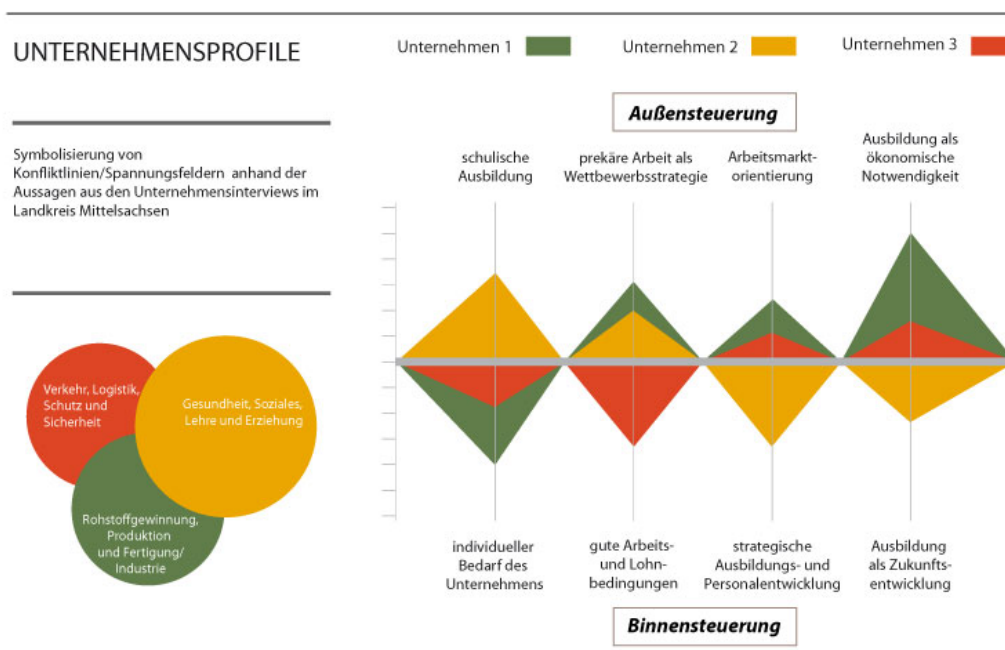 UNTERNEHMENSPROFILE
Unternehmen 1
Unternehmen 2
Unternehmen 3
Symbolisierung von
Konfliktlinien/Spannungsfeldern anhand der
Aussagen aus den Unternehmensinterviews im
Landkreis Mittelsachsen
Außensteuerung
schulische
Ausbildung
prekäre Arbeit als
Wettbewerbsstrategie
Arbeitsmarkt-
orientierung
Ausbildung als
ökonomische
Notwendigkeit
Verkehr, Logistik,
Schutz und
Sicherheit
Gesundheit, Soziales,
Lehre und Erziehung
Rohstoffgewinnung,
Produktion
und Fertigung/
Industrie
individueller
Bedarf des
Unternehmens
gute Arbeits-
und Lohn-
bedingungen
strategische
Ausbildungs- und
Personalentwicklung
Ausbildung
als Zukunfts-
entwicklung
Binnensteuerung